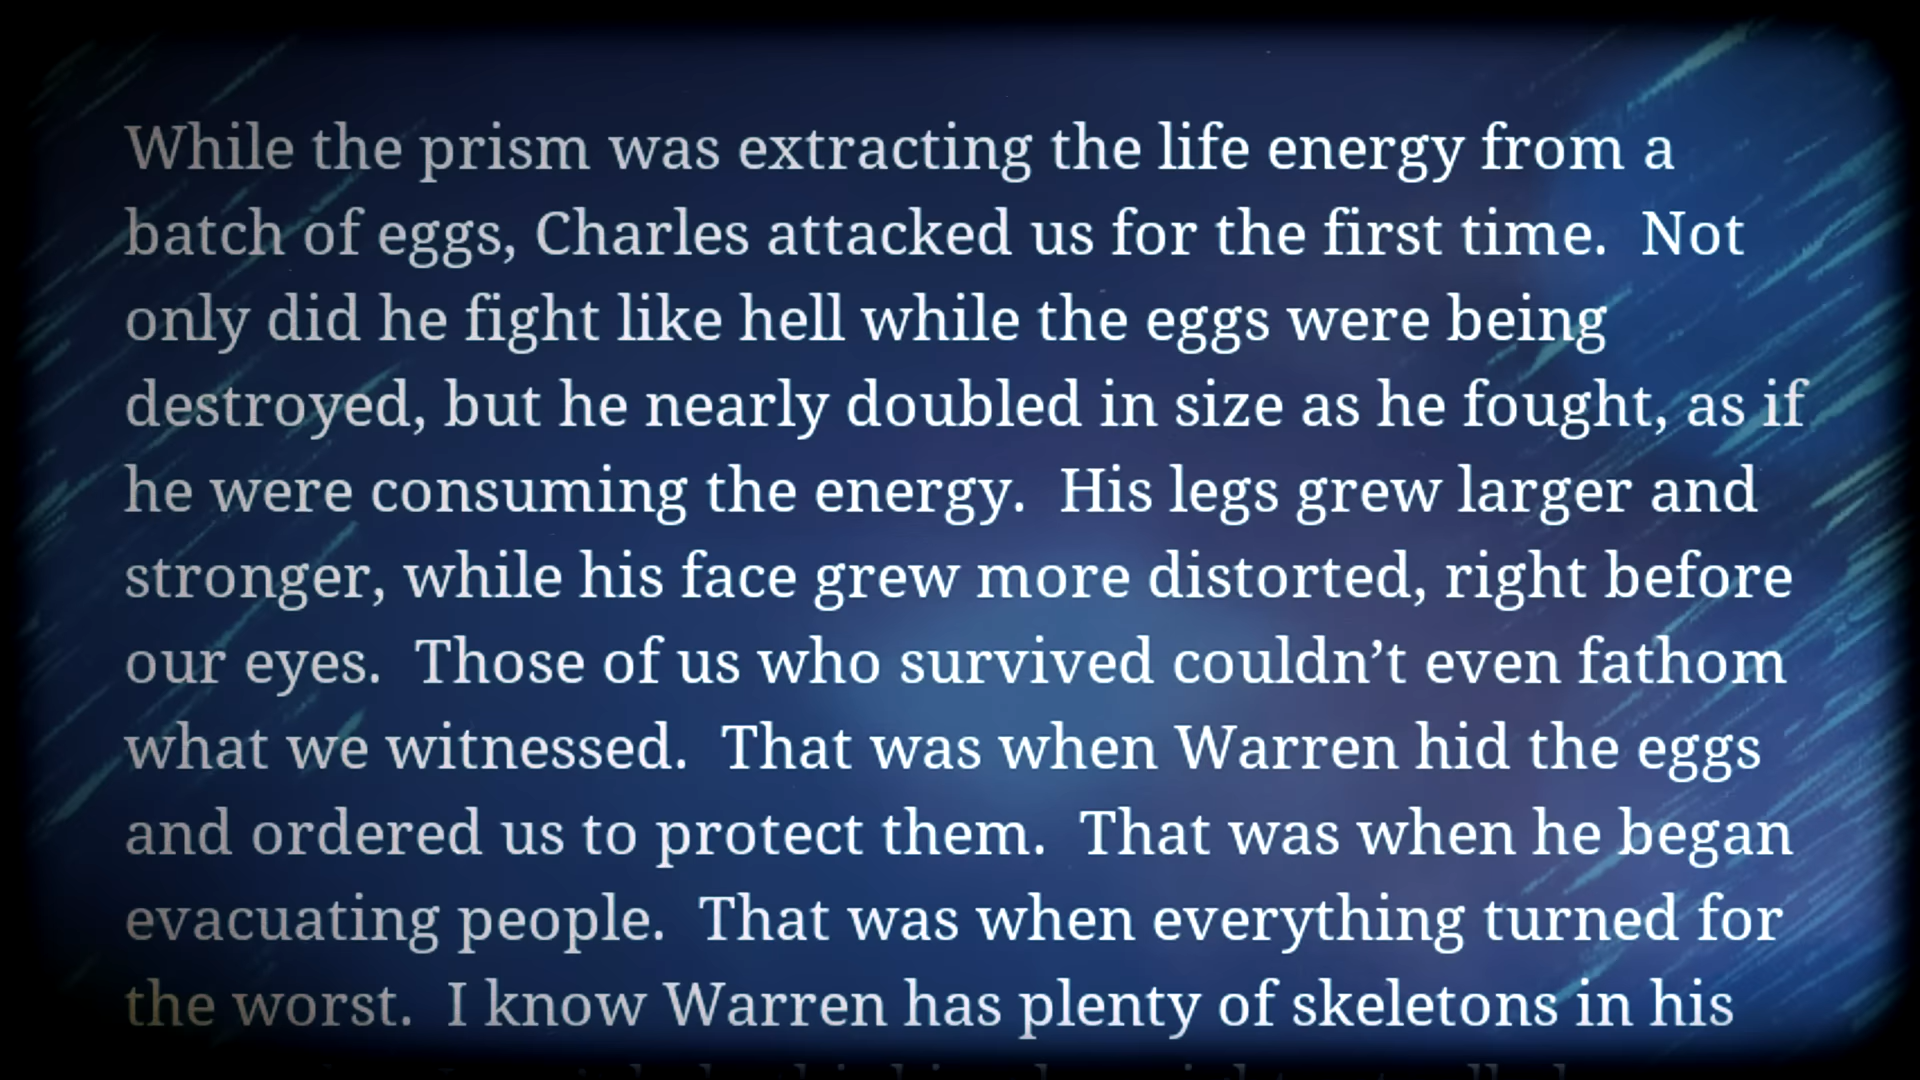 While the prism was extracting the life energy from a
batch of eggs, Charles attacked us for the first time.  Not
only did he fight like hell while the eggs were being
destroyed, but he nearly doubled in size as he fought, as if
he were consuming the energy.  His legs grew larger and
stronger, while his face grew more distorted, right before
our eyes.  Those of us who survived couldn’t even fathom
what we witnessed.  That was when Warren hid the eggs
and ordered us to protect them.  That was when he began
evacuating people.  That was when everything turned for
the worst.  I know Warren has plenty of skeletons in his